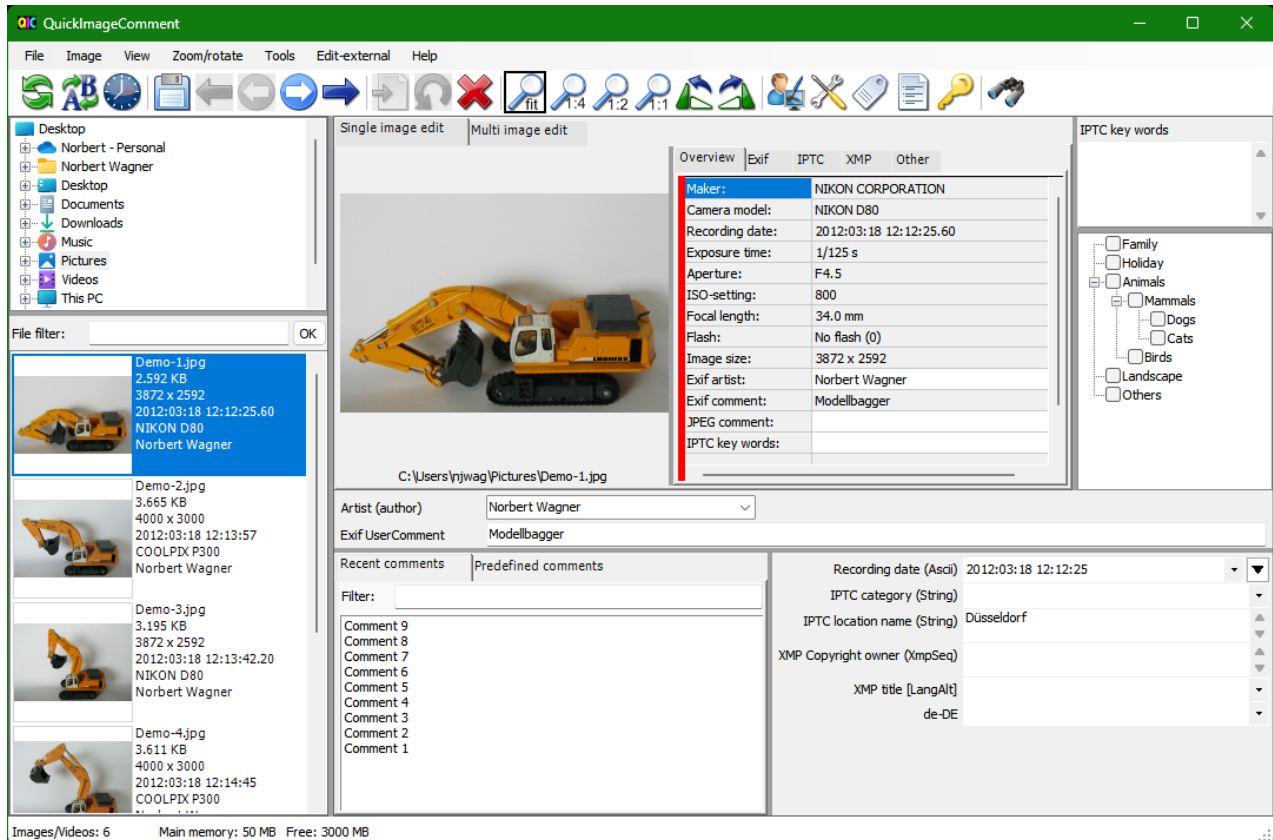 QIC QuickImageComment
File Image View Zoom/rotate Tools Edit-external Help
A B fit 1:4 1:2 1:1
Desktop
Norbert - Personal
Norbert Wagner
Desktop
Documents
Downloads
Music
Pictures
Videos
This PC
File filter: OK
Demo-1.jpg
2.592 KB
3872 x 2592
2012:03:18 12:12:25.60
NIKON D80
Norbert Wagner
Demo-2.jpg
3.665 KB
4000 x 3000
2012:03:18 12:13:57
COOLPIX P300
Norbert Wagner
Demo-3.jpg
3.195 KB
3872 x 2592
2012:03:18 12:13:42.20
NIKON D80
Norbert Wagner
Demo-4.jpg
3.611 KB
4000 x 3000
2012:03:18 12:14:45
COOLPIX P300
Single image edit Multi image edit
LIEBHERR
C:\Users\njwag\Pictures\Demo-1.jpg
Overview Exif IPTC XMP Other
Maker: NIKON CORPORATION
Camera model: NIKON D80
Recording date: 2012:03:18 12:12:25.60
Exposure time: 1/125 s
Aperture: F4.5
ISO-setting: 800
Focal length: 34.0 mm
Flash: No flash (0)
Image size: 3872 x 2592
Exif artist: Norbert Wagner
Exif comment: Modellbagger
JPEG comment:
IPTC key words:
IPTC key words
Family
Holiday
Animals
Mammals
Dogs
Cats
Birds
Landscape
Others
Artist (author) Norbert Wagner
Exif UserComment Modellbagger
Recent comments Predefined comments
Filter:
Comment 9
Comment 8
Comment 7
Comment 6
Comment 5
Comment 4
Comment 3
Comment 2
Comment 1
Recording date (Ascii) 2012:03:18 12:12:25
IPTC category (String)
IPTC location name (String) Düsseldorf
XMP Copyright owner (XmpSeq)
XMP title [LangAlt]
de-DE
Images/Videos: 6 Main memory: 50 MB Free: 3000 MB